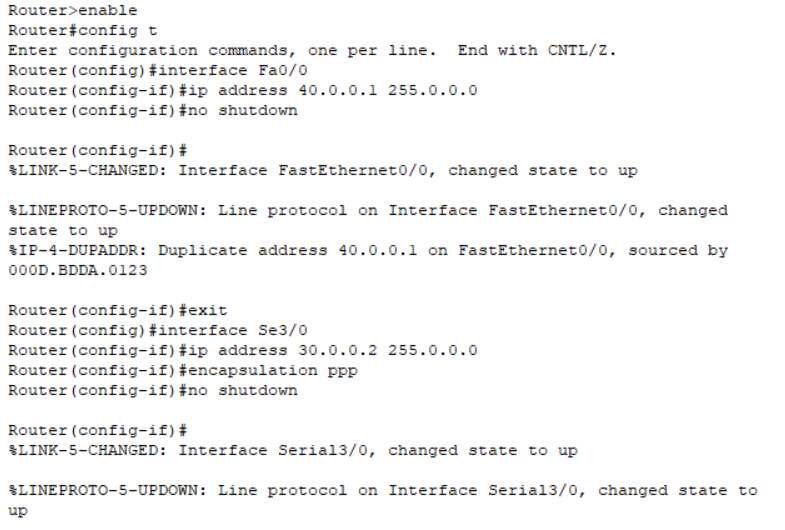 Router>enable
Router#config t
Enter configuration commands, one per line.  End with CNTL/Z.
Router(config)#interface Fa0/0
Router(config-if)#ip address 40.0.0.1 255.0.0.0
Router(config-if)#no shutdown
Router(config-if)#
%LINK-5-CHANGED: Interface FastEthernet0/0, changed state to up
%LINEPROTO-5-UPDOWN: Line protocol on Interface FastEthernet0/0, changed
state to up
%IP-4-DUPADDR: Duplicate address 40.0.0.1 on FastEthernet0/0, sourced by
000D.BDDA.0123
Router(config-if)#exit
Router(config)#interface Se3/0
Router(config-if)#ip address 30.0.0.2 255.0.0.0
Router(config-if)#encapsulation ppp
Router(config-if)#no shutdown
Router(config-if)#
%LINK-5-CHANGED: Interface Serial3/0, changed state to up
%LINEPROTO-5-UPDOWN: Line protocol on Interface Serial3/0, changed state to
up